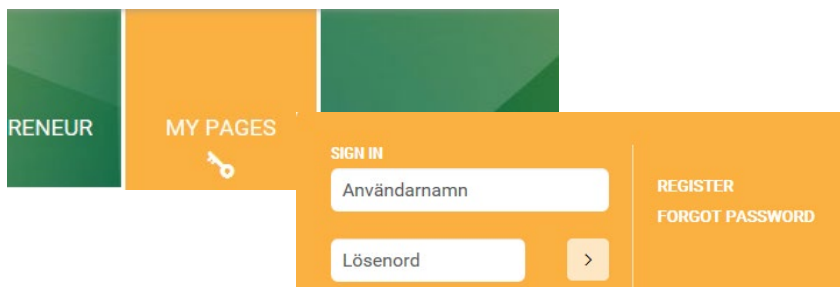 RENEUR
MY PAGES
SIGN IN
Användarnamn
Lösenord
>
REGISTER
FORGOT PASSWORD